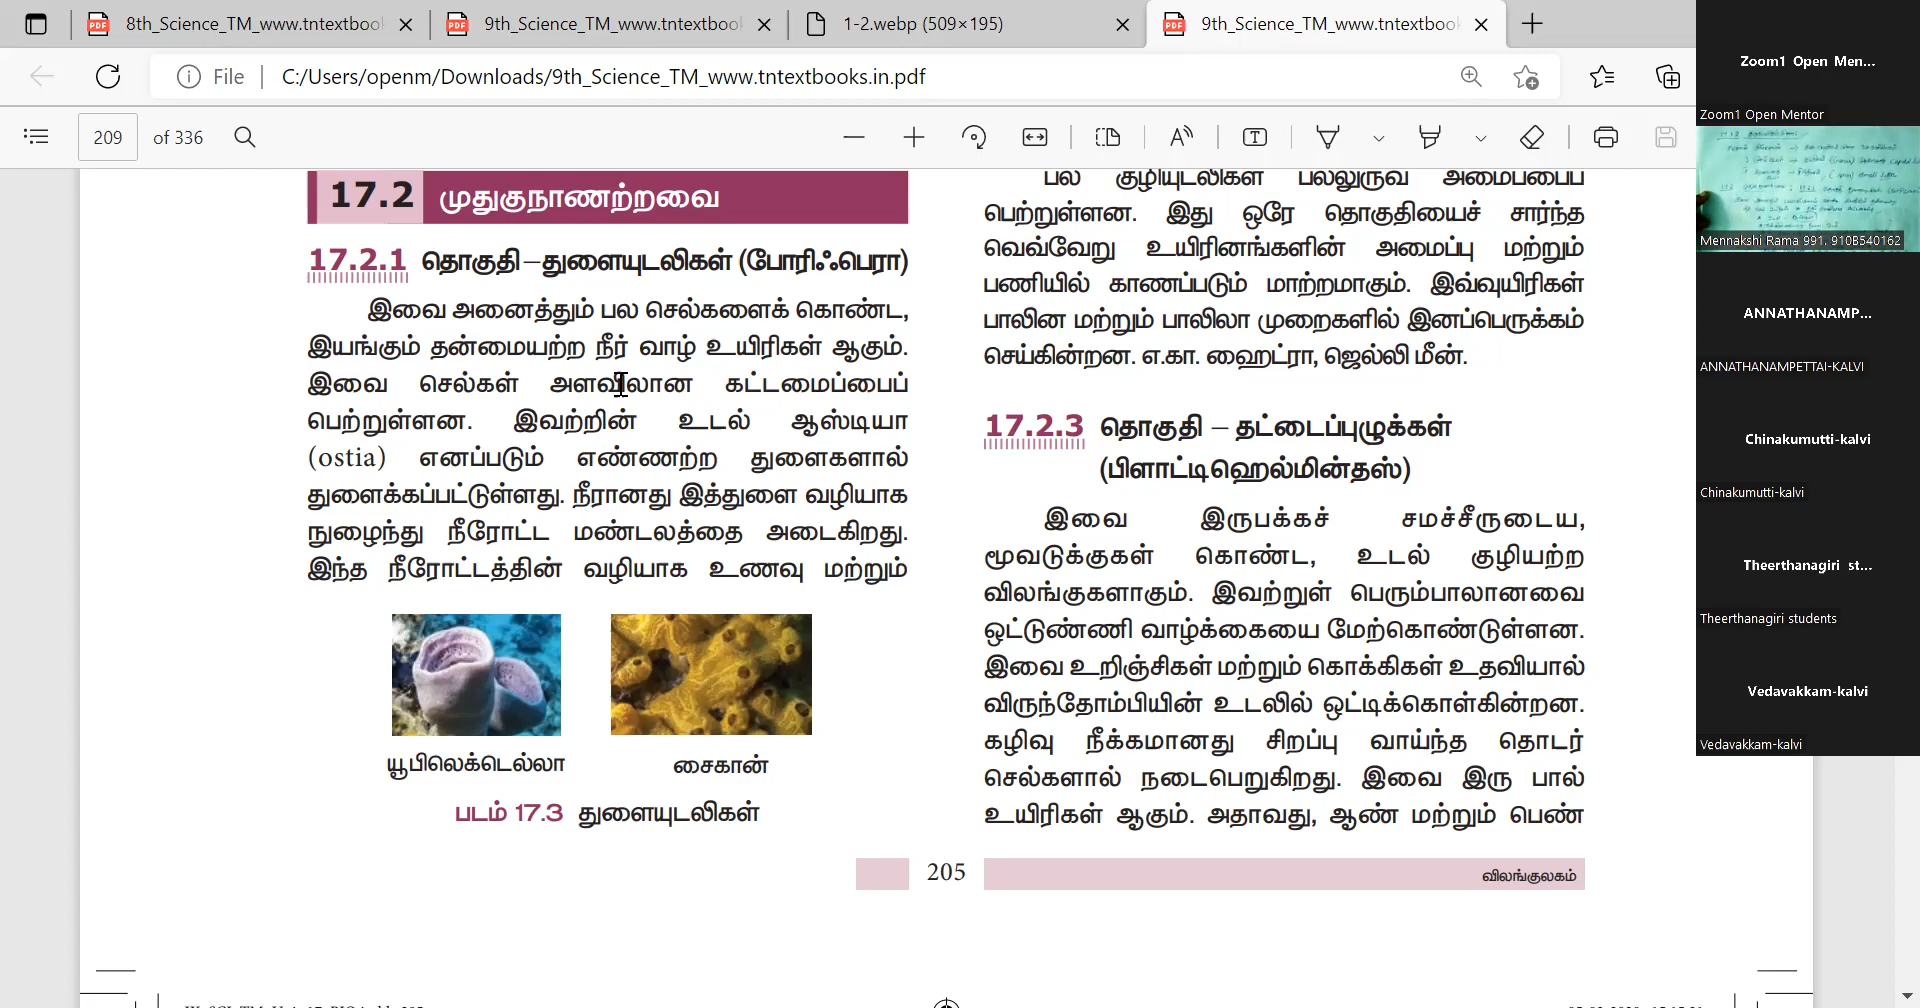 8th_Science_TM_www.tntextbook
9th_Science_TM_www.tntextbook
1-2.webp (509×195)
9th_Science_TM_www.tntextbook
File
C:/Users/openm/Downloads/9th_Science_TM_www.tntextbooks.in.pdf
209 of 336
17.2 முதுகுநாணற்றவை
17.2.1 தொகுதி –துளையுடலிகள் (போரிஃபெரா)
இவை அனைத்தும் பல செல்களைக் கொண்ட,
இயங்கும் தன்மையற்ற நீர் வாழ் உயிரிகள் ஆகும்.
இவை செல்கள் அளவிலான கட்டமைப்பைப்
பெற்றுள்ளன. இவற்றின் உடல் ஆஸ்டியா
(ostia) எனப்படும் எண்ணற்ற துளைகளால்
துளைக்கப்பட்டுள்ளது. நீரானது இத்துளை வழியாக
நுழைந்து நீரோட்ட மண்டலத்தை அடைகிறது.
இந்த நீரோட்டத்தின் வழியாக உணவு மற்றும்
யூபிலெக்டெல்லா
சைகான்
படம் 17.3 துளையுடலிகள்
பல குழியுடலிகள் பல்லுருவ அமைப்பைப்
பெற்றுள்ளன. இது ஒரே தொகுதியைச் சார்ந்த
வெவ்வேறு உயிரினங்களின் அமைப்பு மற்றும்
பணியில் காணப்படும் மாற்றமாகும். இவ்வுயிரிகள்
பாலின மற்றும் பாலிலா முறைகளில் இனப்பெருக்கம்
செய்கின்றன. எ.கா. ஹைட்ரா, ஜெல்லி மீன்.
17.2.3 தொகுதி – தட்டைப்புழுக்கள்
(பிளாட்டிஹெல்மின்தஸ்)
இவை இருபக்கச் சமச்சீருடைய,
மூவடுக்குகள் கொண்ட, உடல் குழியற்ற
விலங்குகளாகும். இவற்றுள் பெரும்பாலானவை
ஒட்டுண்ணி வாழ்க்கையை மேற்கொண்டுள்ளன.
இவை உறிஞ்சிகள் மற்றும் கொக்கிகள் உதவியால்
விருந்தோம்பியின் உடலில் ஒட்டிக்கொள்கின்றன.
கழிவு நீக்கமானது சிறப்பு வாய்ந்த தொடர்
செல்களால் நடைபெறுகிறது. இவை இரு பால்
உயிரிகள் ஆகும். அதாவது, ஆண் மற்றும் பெண்
205
விலங்குலகம்
Zoom1 Open Men...
Zoom1 Open Mentor
Mennakshi Rama 991. 910B540162
ANNATHANAMP...
ANNATHANAMPETTAI-KALVI
Chinakumutti-kalvi
Chinakumutti-kalvi
Theerthanagiri st...
Theerthanagiri students
Vedavakkam-kalvi
Vedavakkam-kalvi